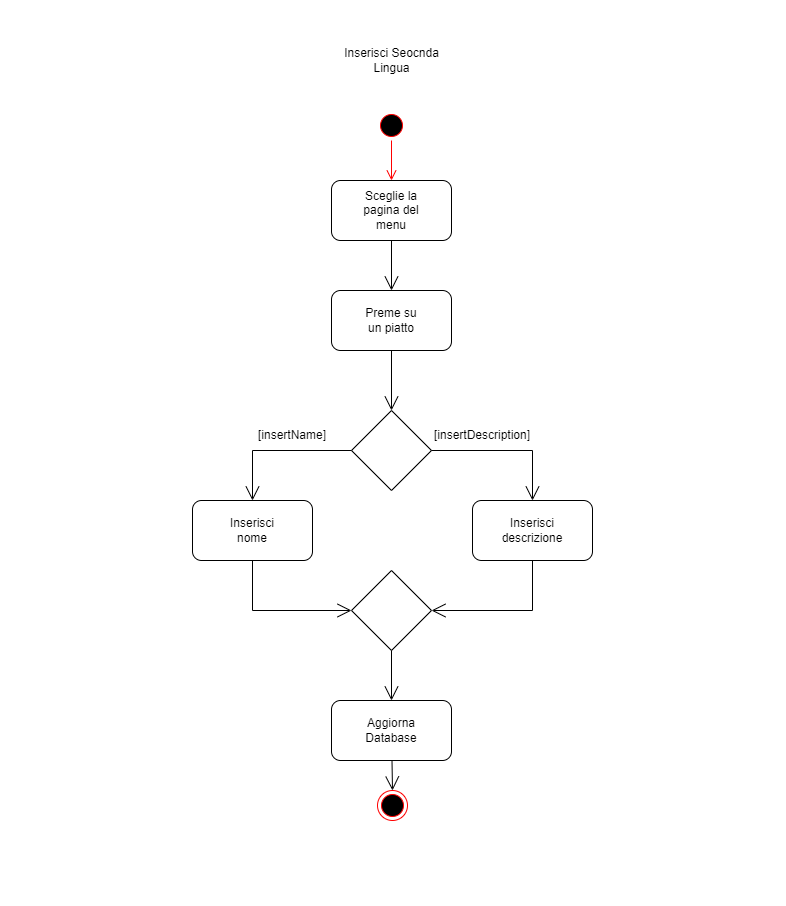 Inserisci Seocnda
Lingua
Sceglie la
pagina del
menu
Preme su
un piatto
[insertName]
[insertDescription]
Inserisci
nome
Inserisci
descrizione
Aggiorna
Database